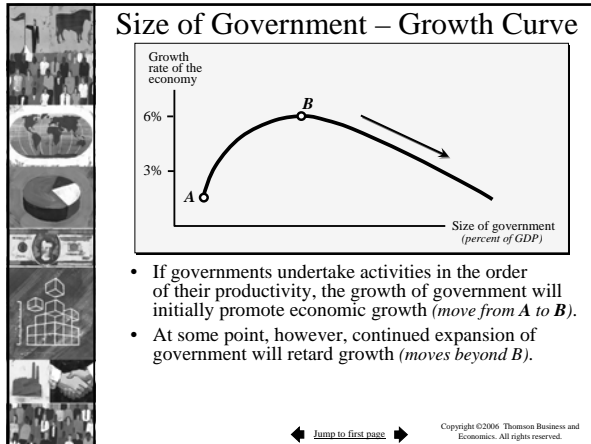 Size of Government – Growth Curve
Growth
rate of the
economy
B
6%
3%
A
Size of government
(percent of GDP)
• If governments undertake activities in the order
of their productivity, the growth of government will
initially promote economic growth (move from A to B).
• At some point, however, continued expansion of
government will retard growth (moves beyond B).
Jump to first page
Copyright ©2006 Thomson Business and
Economics. All rights reserved.